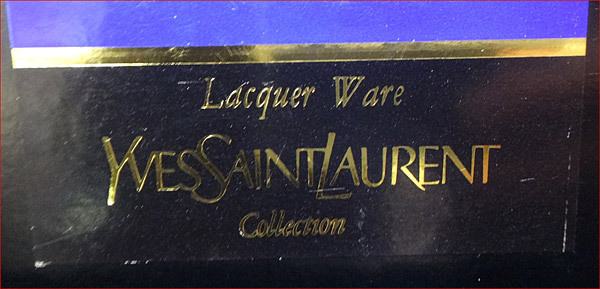 Lacquer Ware
YVESSAINTLAURENT
Collection